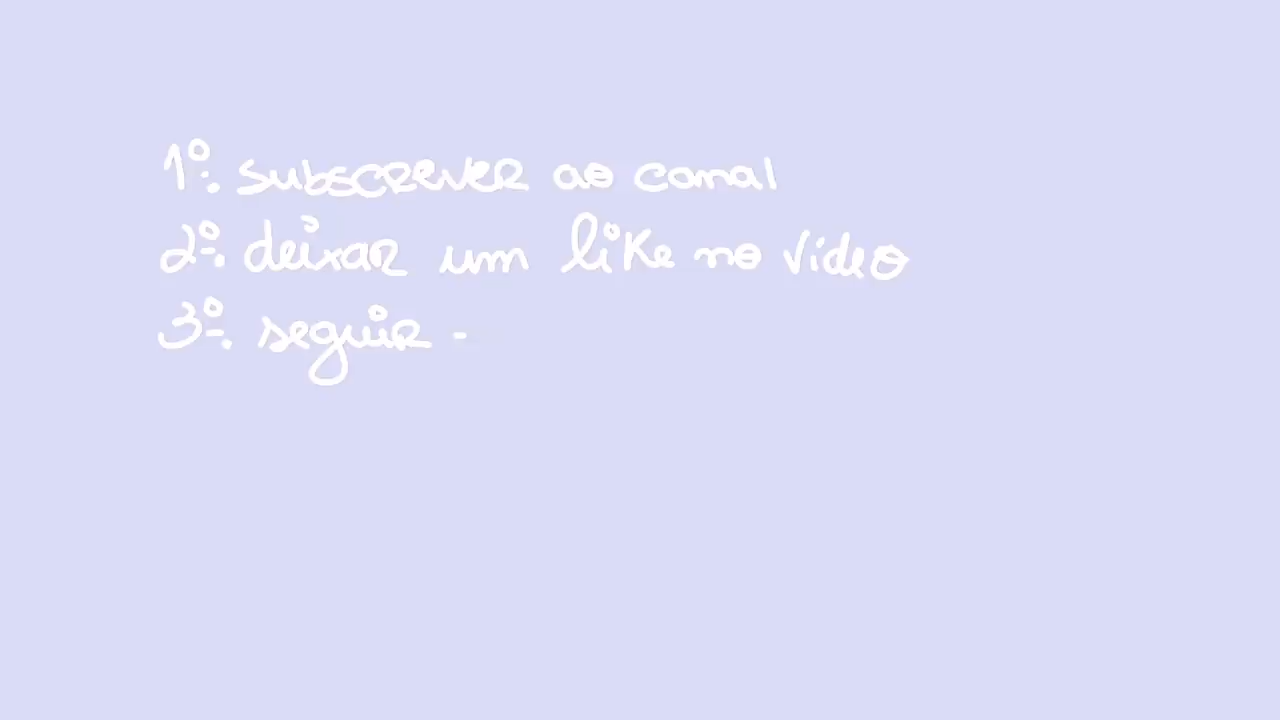 1º. subscrever ao canal
2º. deixar um like no vídeo
3º. seguir -